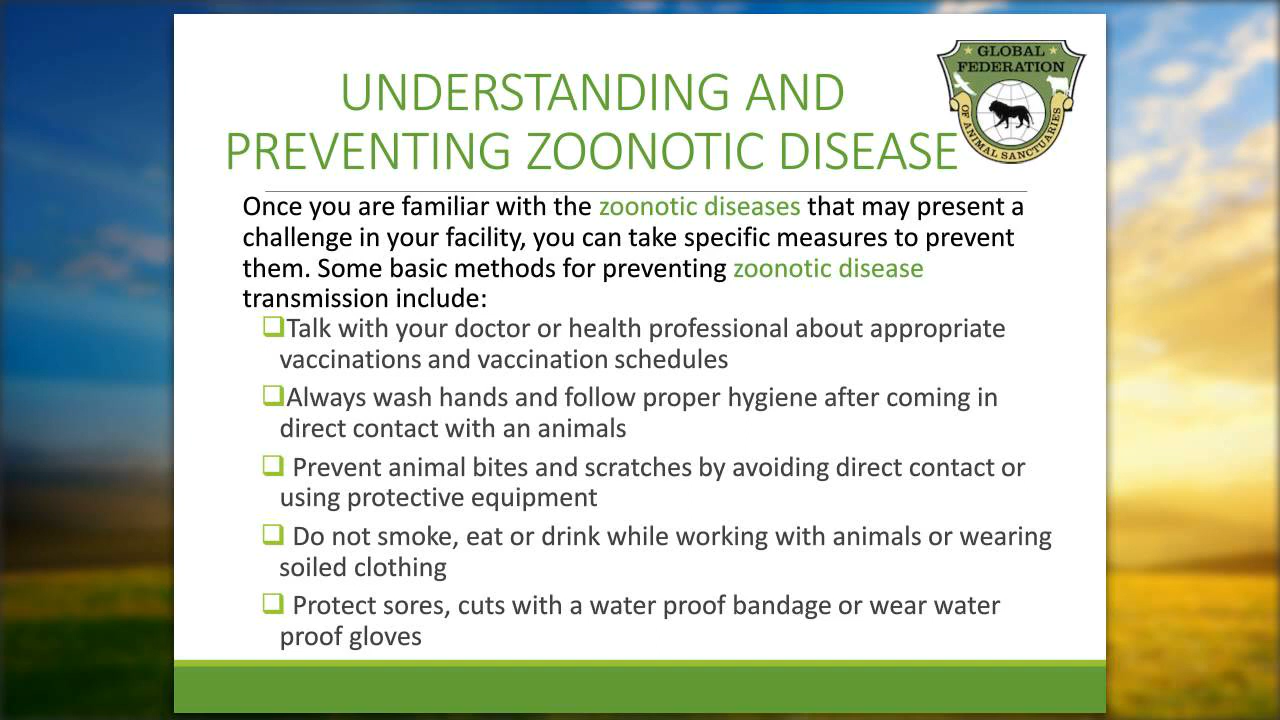 UNDERSTANDING AND
PREVENTING ZOONOTIC DISEASE
GLOBAL
FEDERATION
OF ANIMAL SANCTUARIES
Once you are familiar with the zoonotic diseases that may present a
challenge in your facility, you can take specific measures to prevent
them. Some basic methods for preventing zoonotic disease
transmission include:
Talk with your doctor or health professional about appropriate
vaccinations and vaccination schedules
Always wash hands and follow proper hygiene after coming in
direct contact with an animals
Prevent animal bites and scratches by avoiding direct contact or
using protective equipment
Do not smoke, eat or drink while working with animals or wearing
soiled clothing
Protect sores, cuts with a water proof bandage or wear water
proof gloves